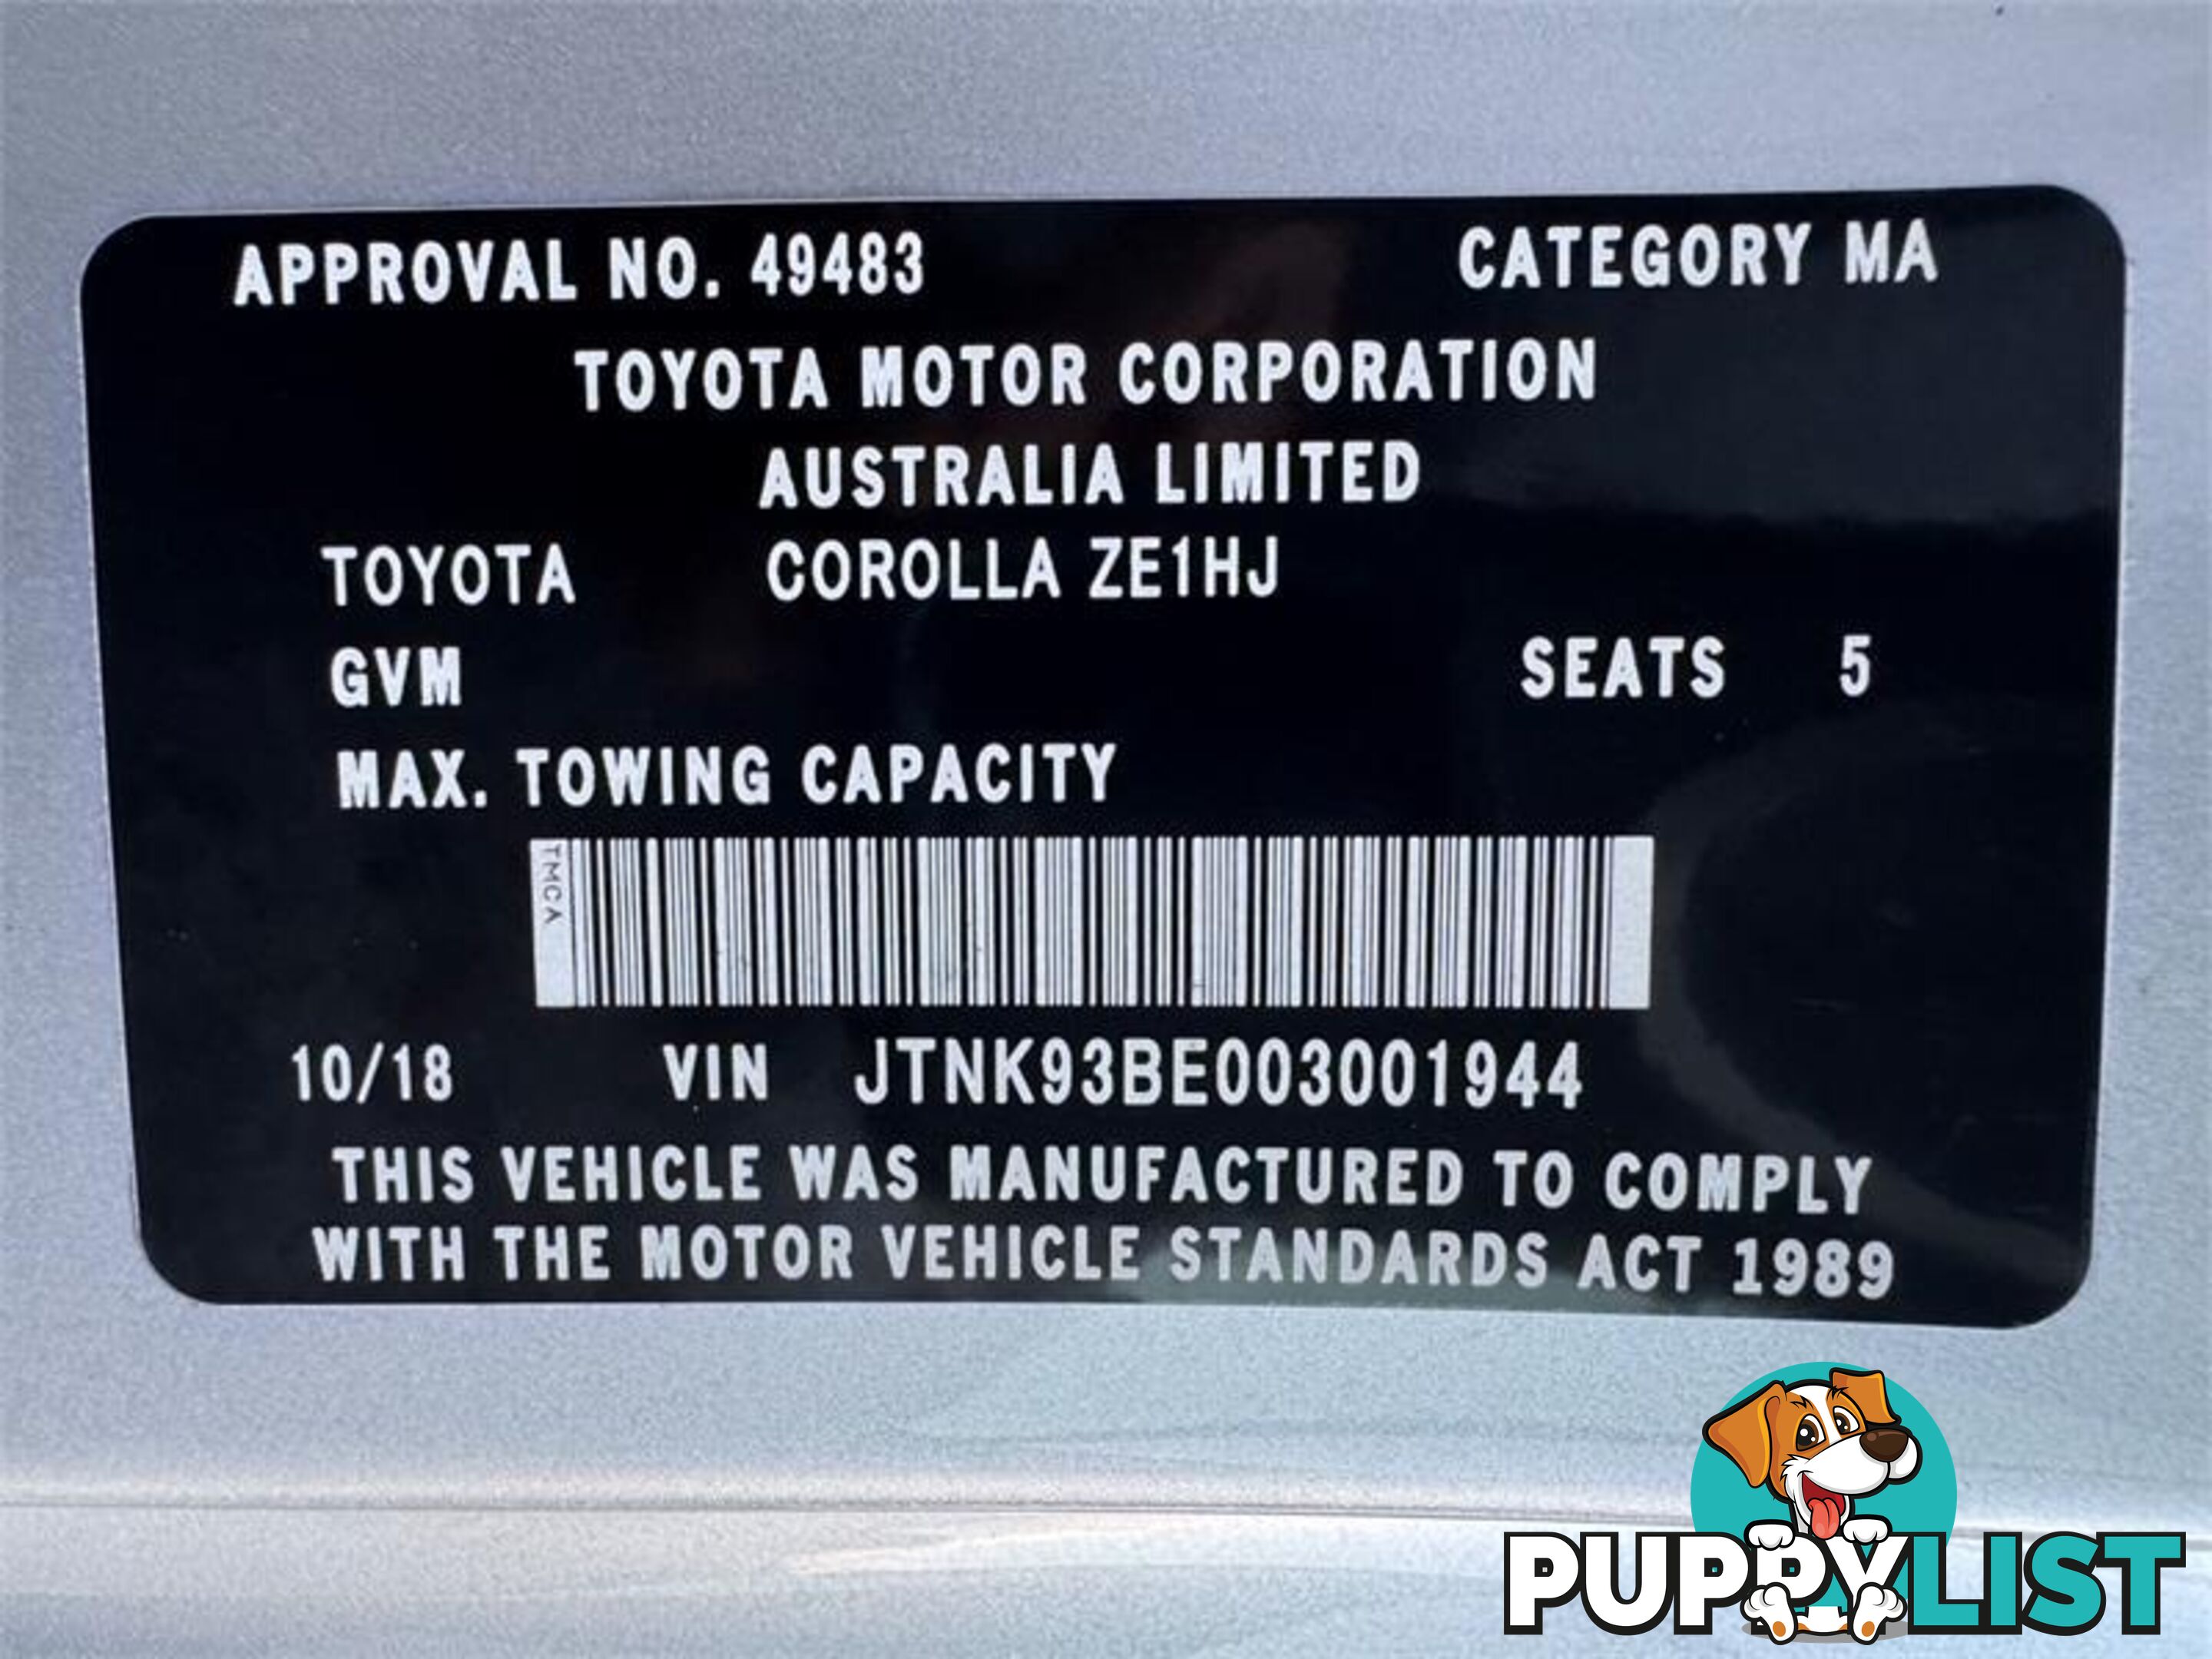 APPROVAL NO. 49483 CATEGORY MA
TOYOTA MOTOR CORPORATION
AUSTRALIA LIMITED
TOYOTA COROLLA ZE1HJ
GVM SEATS 5
MAX. TOWING CAPACITY
TMCA
10/18 VIN JTNK93BE003001944
THIS VEHICLE WAS MANUFACTURED TO COMPLY
WITH THE MOTOR VEHICLE STANDARDS ACT 1989
PUPPYLIST